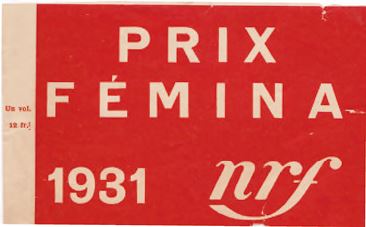 PRIX
FÉMINA
Un vol.
12 fr.
1931
nrf